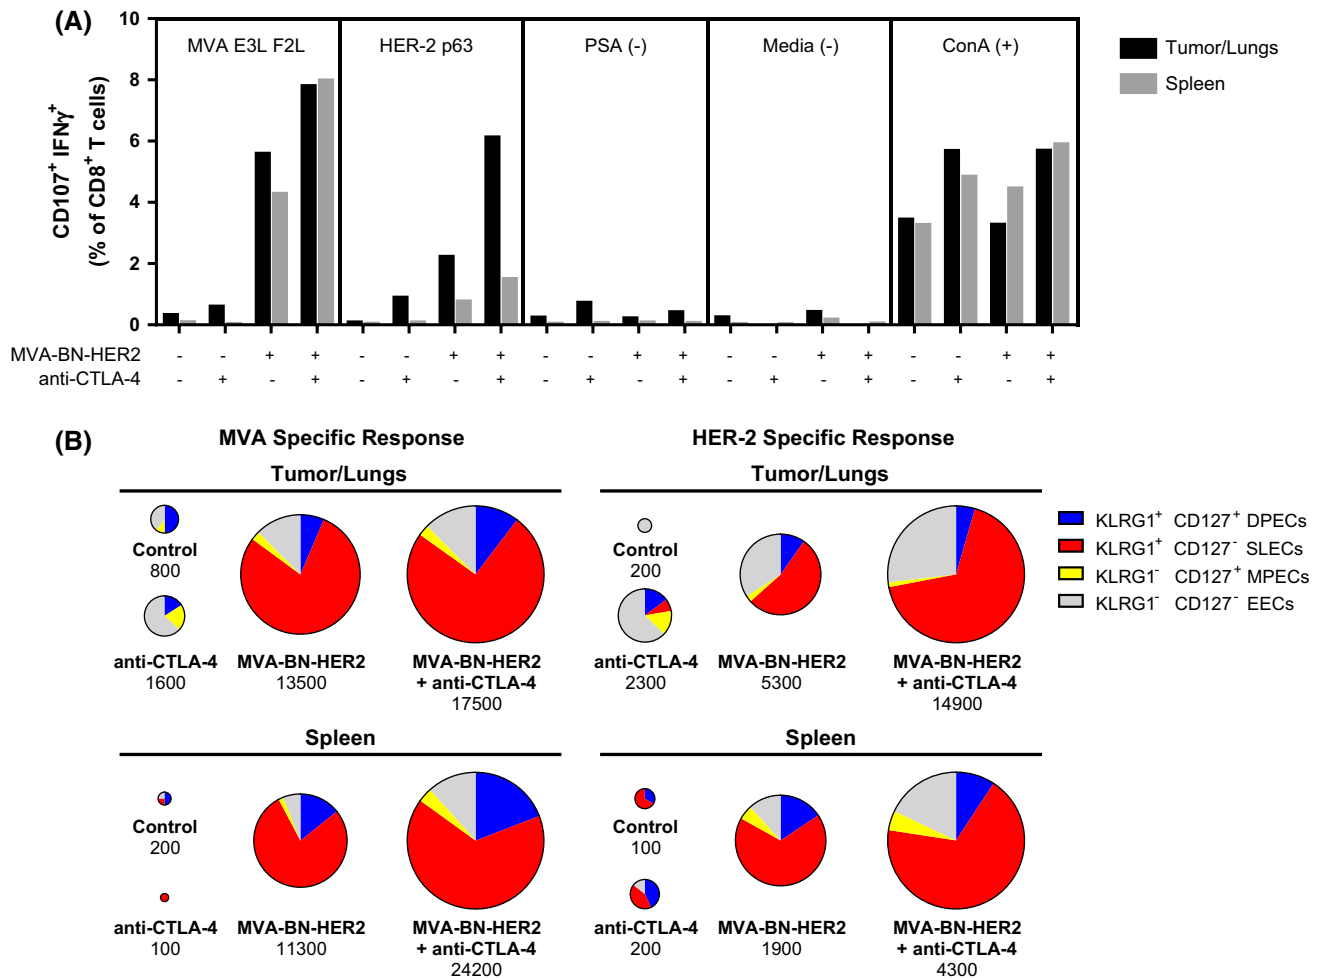 (A)
10
8
6
4
2
0
CD107⁺ IFNγ⁺
(% of CD8⁺ T cells)
MVA E3L F2L
HER-2 p63
PSA (-)
Media (-)
ConA (+)
Tumor/Lungs
Spleen
MVA-BN-HER2 - - + + - - + + - - + + - - + + - - + +
anti-CTLA-4 - + - + - + - + - + - + - + - + - + - +
(B)
MVA Specific Response
Tumor/Lungs
Control
800
anti-CTLA-4
1600
MVA-BN-HER2
13500
MVA-BN-HER2
+ anti-CTLA-4
17500
Spleen
Control
200
anti-CTLA-4
100
MVA-BN-HER2
11300
MVA-BN-HER2
+ anti-CTLA-4
24200
HER-2 Specific Response
Tumor/Lungs
Control
200
anti-CTLA-4
2300
MVA-BN-HER2
5300
MVA-BN-HER2
+ anti-CTLA-4
14900
Spleen
Control
100
anti-CTLA-4
200
MVA-BN-HER2
1900
MVA-BN-HER2
+ anti-CTLA-4
4300
KLRG1⁺ CD127⁺ DPECs
KLRG1⁺ CD127⁻ SLECs
KLRG1⁻ CD127⁺ MPECs
KLRG1⁻ CD127⁻ EECs